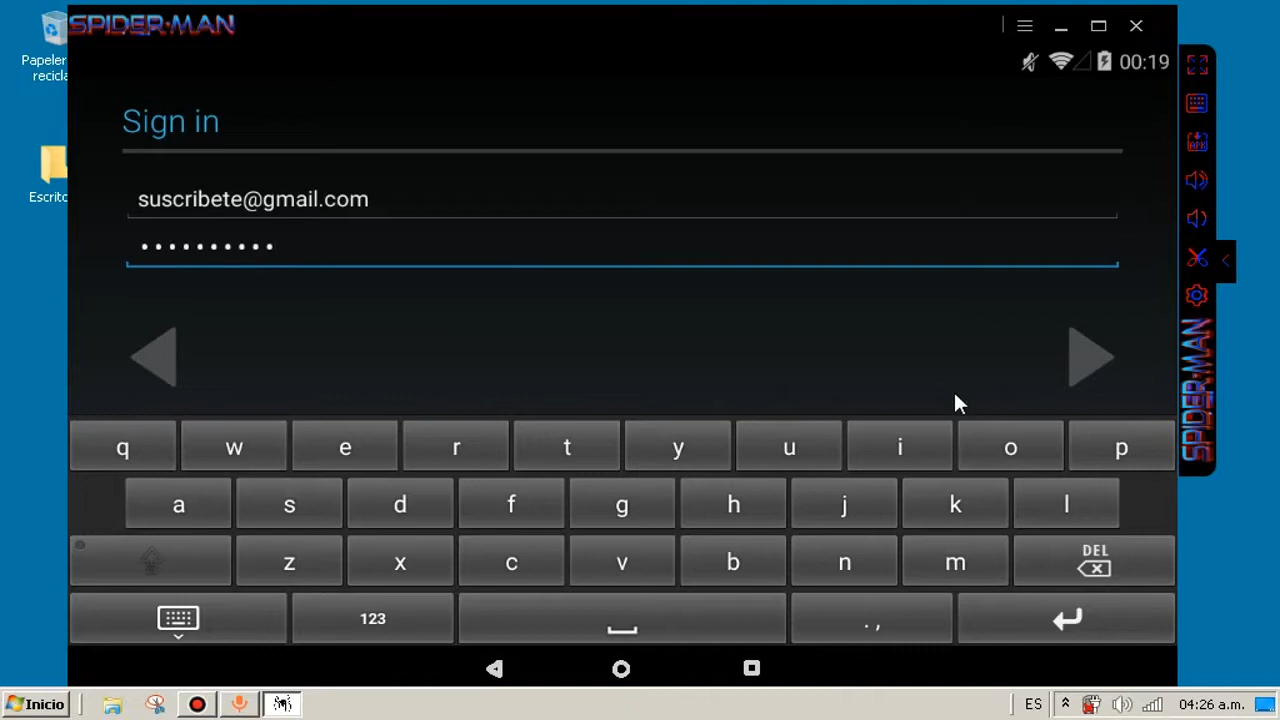 SPIDER-MAN
Papeler
recicla
00:19
Sign in
suscribete@gmail.com
••••••••••
Escrito
APK
SPIDER-MAN
q w e r t y u i o p
a s d f g h j k l
z x c v b n m DEL
123 . ,
Inicio
ES
04:26 a.m.